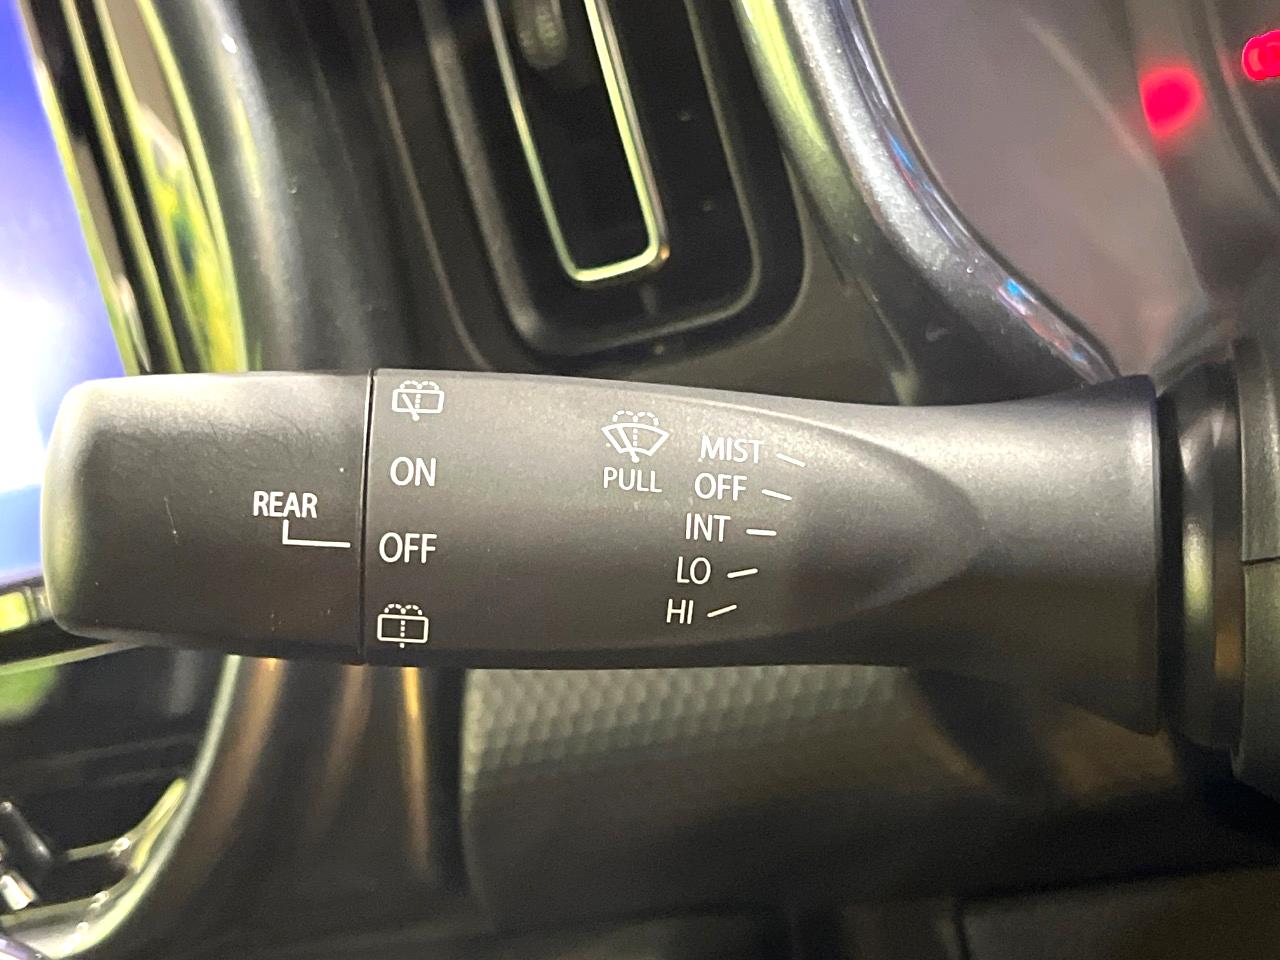 REAR
ON
OFF
PULL
MIST
OFF
INT
LO
HI